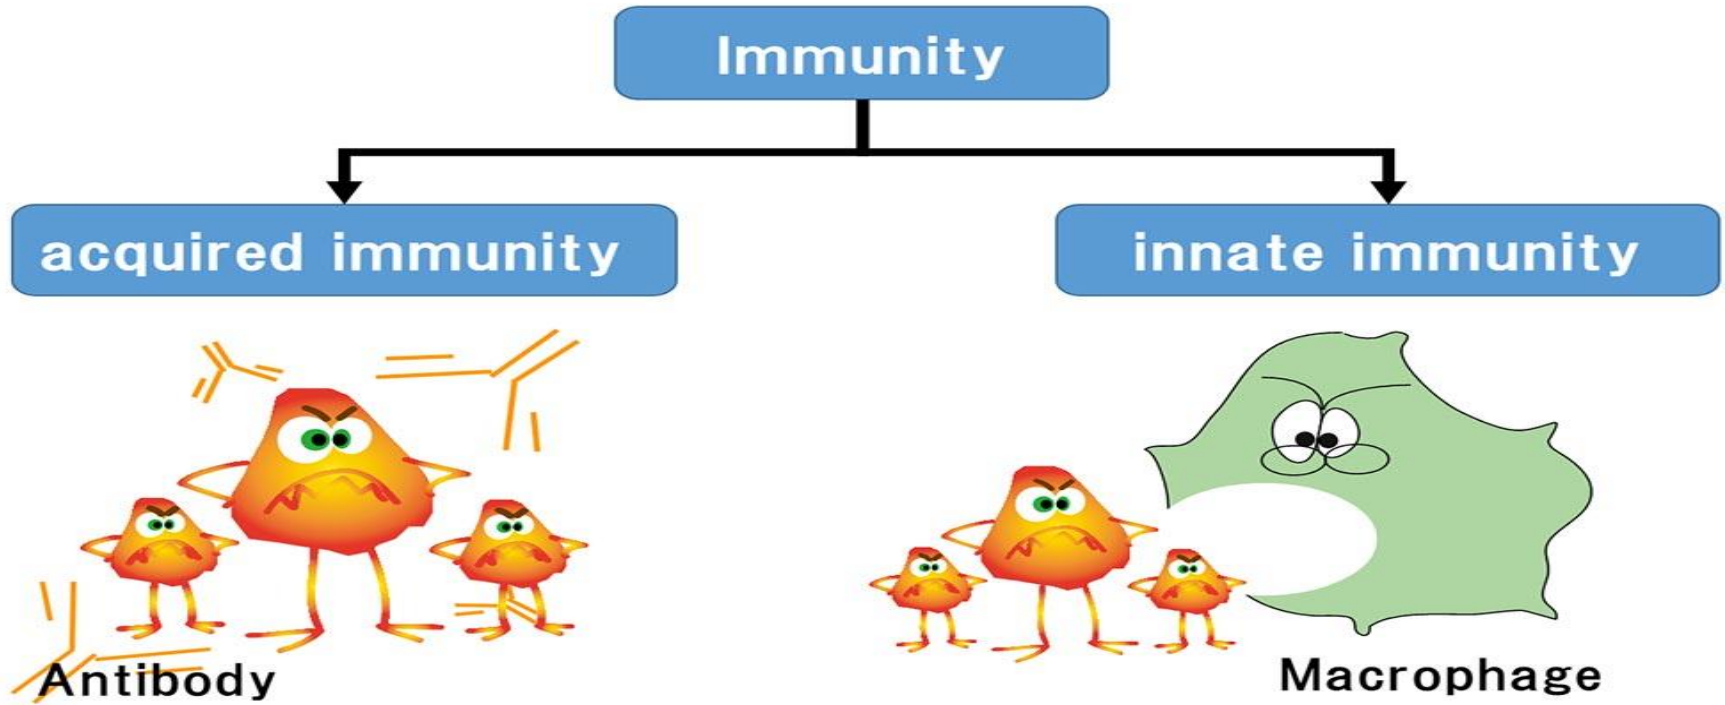 Immunity
acquired immunity
innate immunity
Antibody
Macrophage